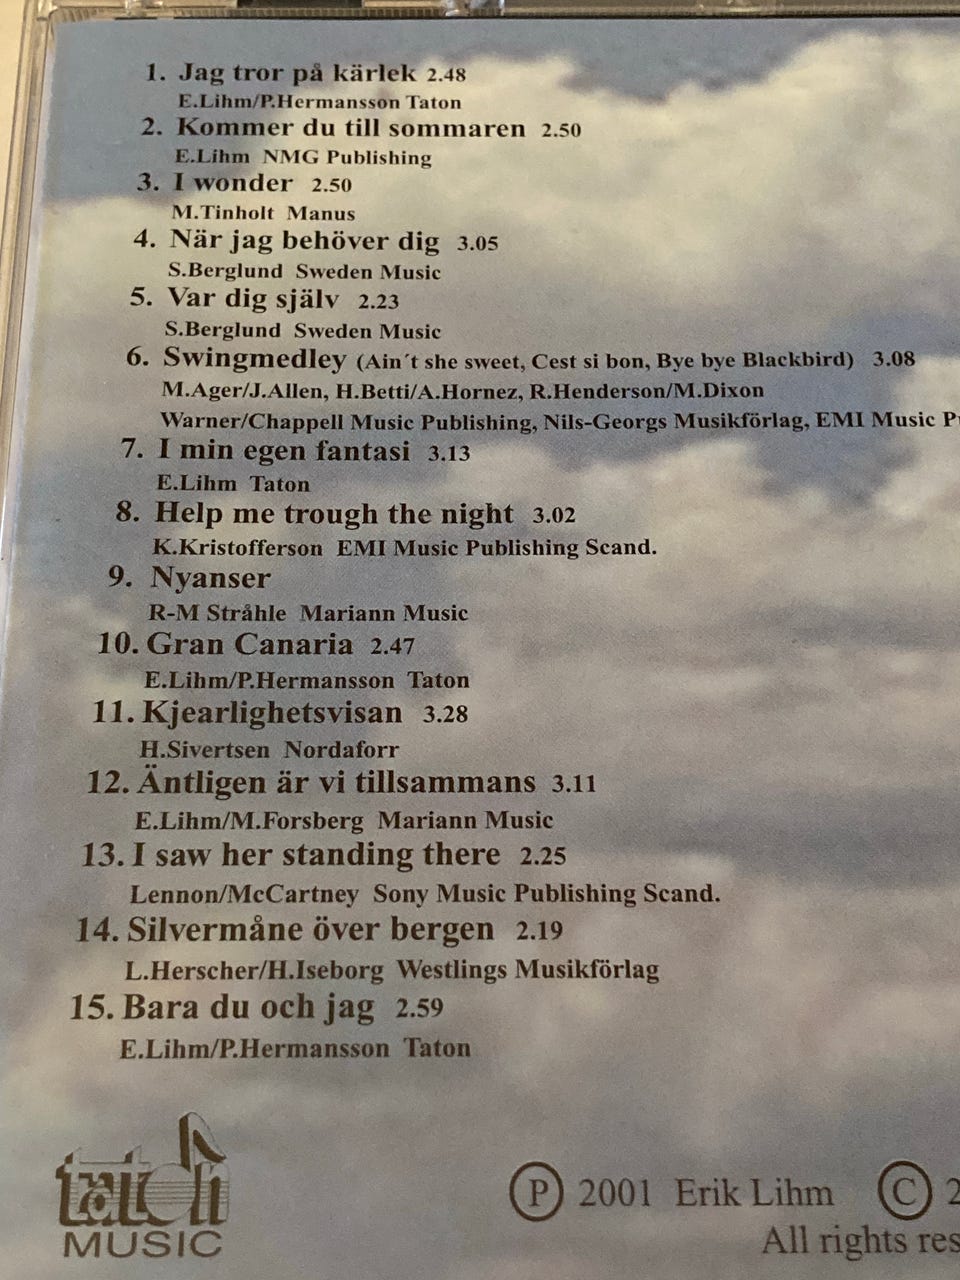 1. Jag tror på kärlek 2.48
E.Lihm/P.Hermansson Taton
2. Kommer du till sommaren 2.50
E.Lihm NMG Publishing
3. I wonder 2.50
M.Tinholt Manus
4. När jag behöver dig 3.05
S.Berglund Sweden Music
5. Var dig själv 2.23
S.Berglund Sweden Music
6. Swingmedley (Ain´t she sweet, Cest si bon, Bye bye Blackbird) 3.08
M.Ager/J.Allen, H.Betti/A.Hornez, R.Henderson/M.Dixon
Warner/Chappell Music Publishing, Nils-Georgs Musikförlag, EMI Music
7. I min egen fantasi 3.13
E.Lihm Taton
8. Help me trough the night 3.02
K.Kristofferson EMI Music Publishing Scand.
9. Nyanser
R-M Stråhle Mariann Music
10. Gran Canaria 2.47
E.Lihm/P.Hermansson Taton
11. Kjearlighetsvisan 3.28
H.Sivertsen Nordaforr
12. Äntligen är vi tillsammans 3.11
E.Lihm/M.Forsberg Mariann Music
13. I saw her standing there 2.25
Lennon/McCartney Sony Music Publishing Scand.
14. Silvermåne över bergen 2.19
L.Herscher/H.Iseborg Westlings Musikförlag
15. Bara du och jag 2.59
E.Lihm/P.Hermansson Taton
taton
MUSIC
Ⓟ 2001 Erik Lihm ©
All rights